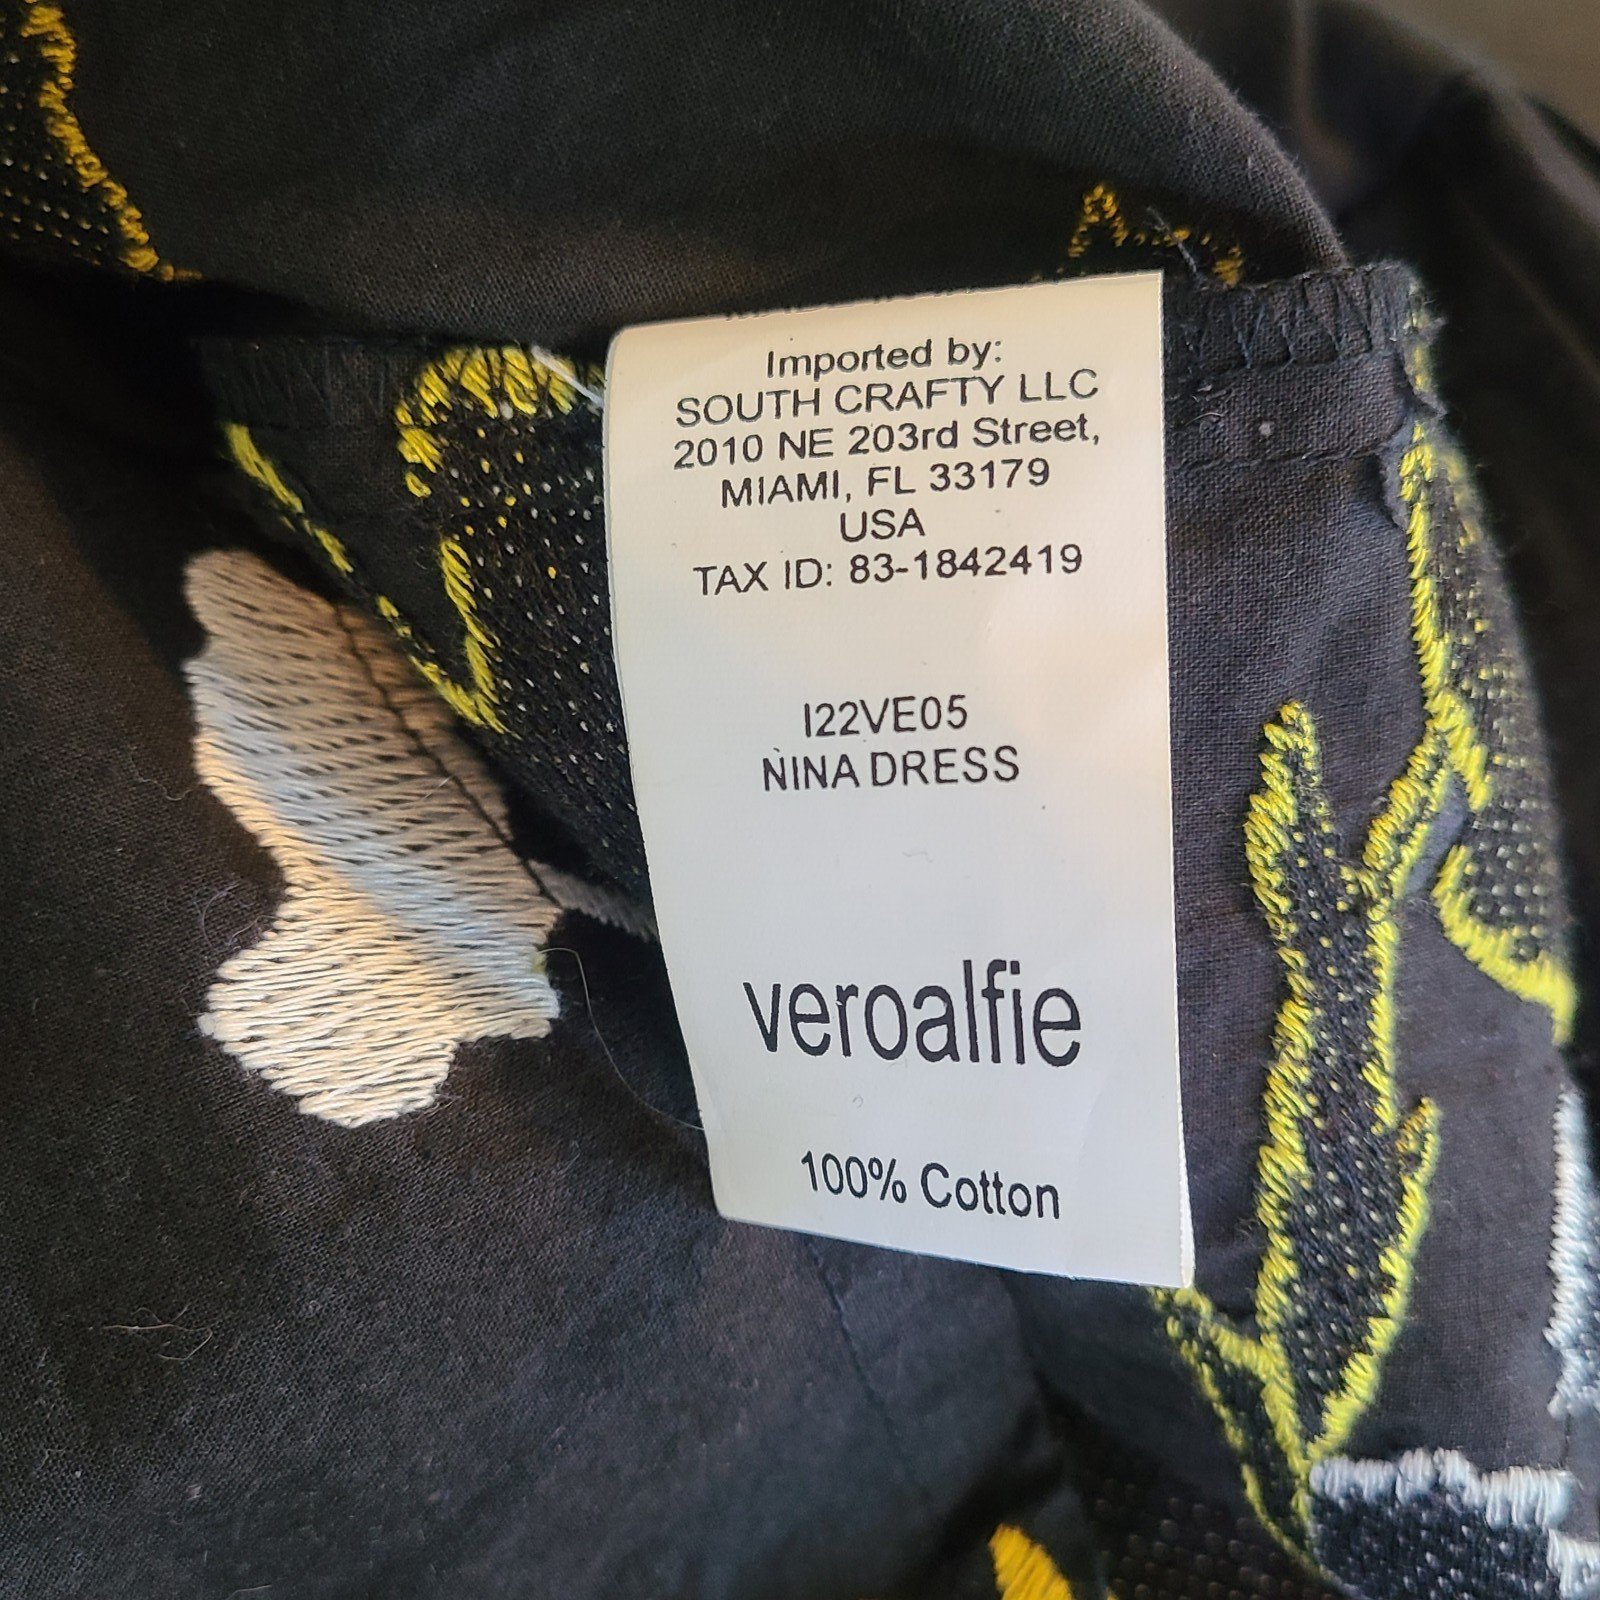 Imported by:
SOUTH CRAFTY LLC
2010 NE 203rd Street,
MIAMI, FL 33179
USA
TAX ID: 83-1842419
I22VE05
NINA DRESS
veroalfie
100% Cotton